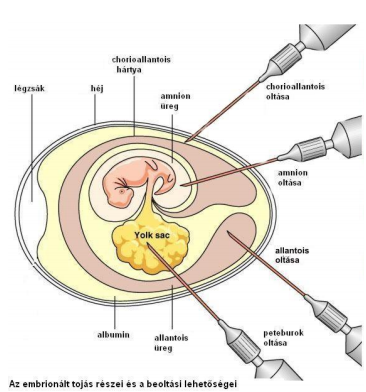 chorioallantois
hártya
légzsák
héj
amnion
üreg
chorioallantois
oltása
amnion
oltása
Yolk sac
allantois
oltása
albumin
allantois
üreg
peteburok
oltása
Az embrionált tojás részei és a beoltási lehetőségei